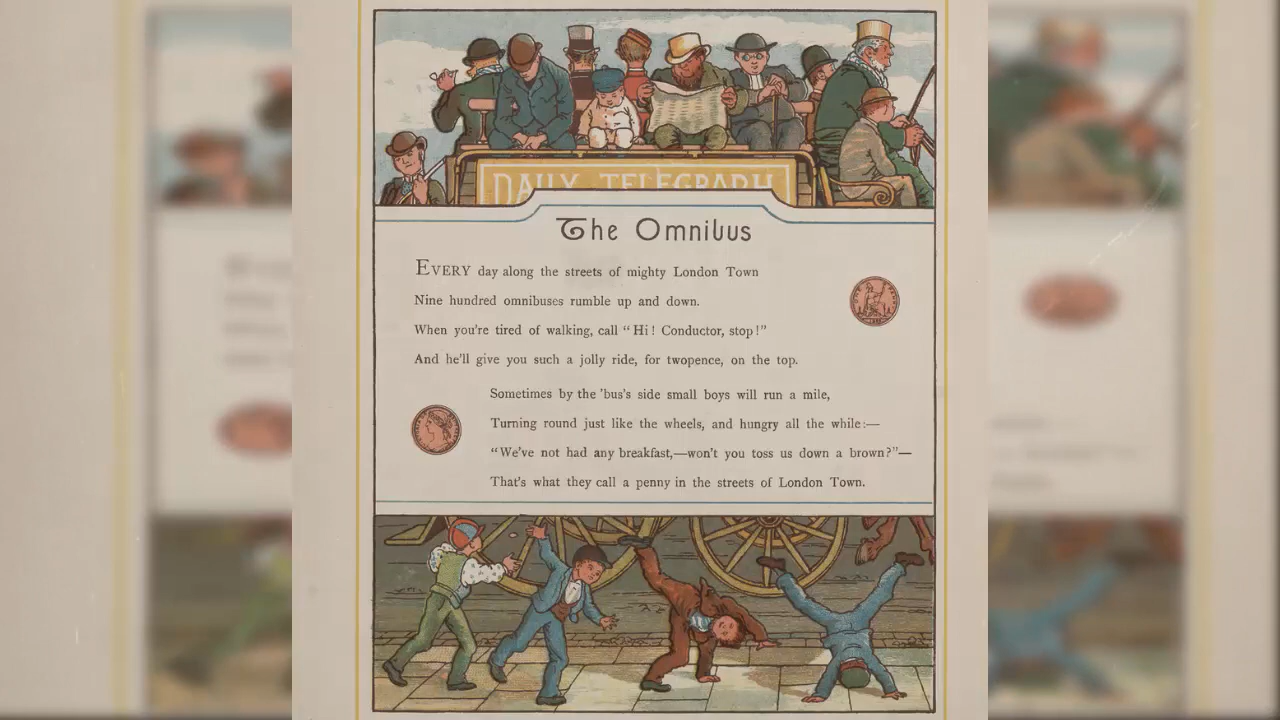 DAILY TELEGRAPH
The Omnibus
EVERY day along the streets of mighty London Town
Nine hundred omnibuses rumble up and down.
When you're tired of walking, call “Hi! Conductor, stop!”
And he'll give you such a jolly ride, for twopence, on the top.
Sometimes by the 'bus's side small boys will run a mile,
Turning round just like the wheels, and hungry all the while:—
“We've not had any breakfast,—won't you toss us down a brown?”—
That's what they call a penny in the streets of London Town.